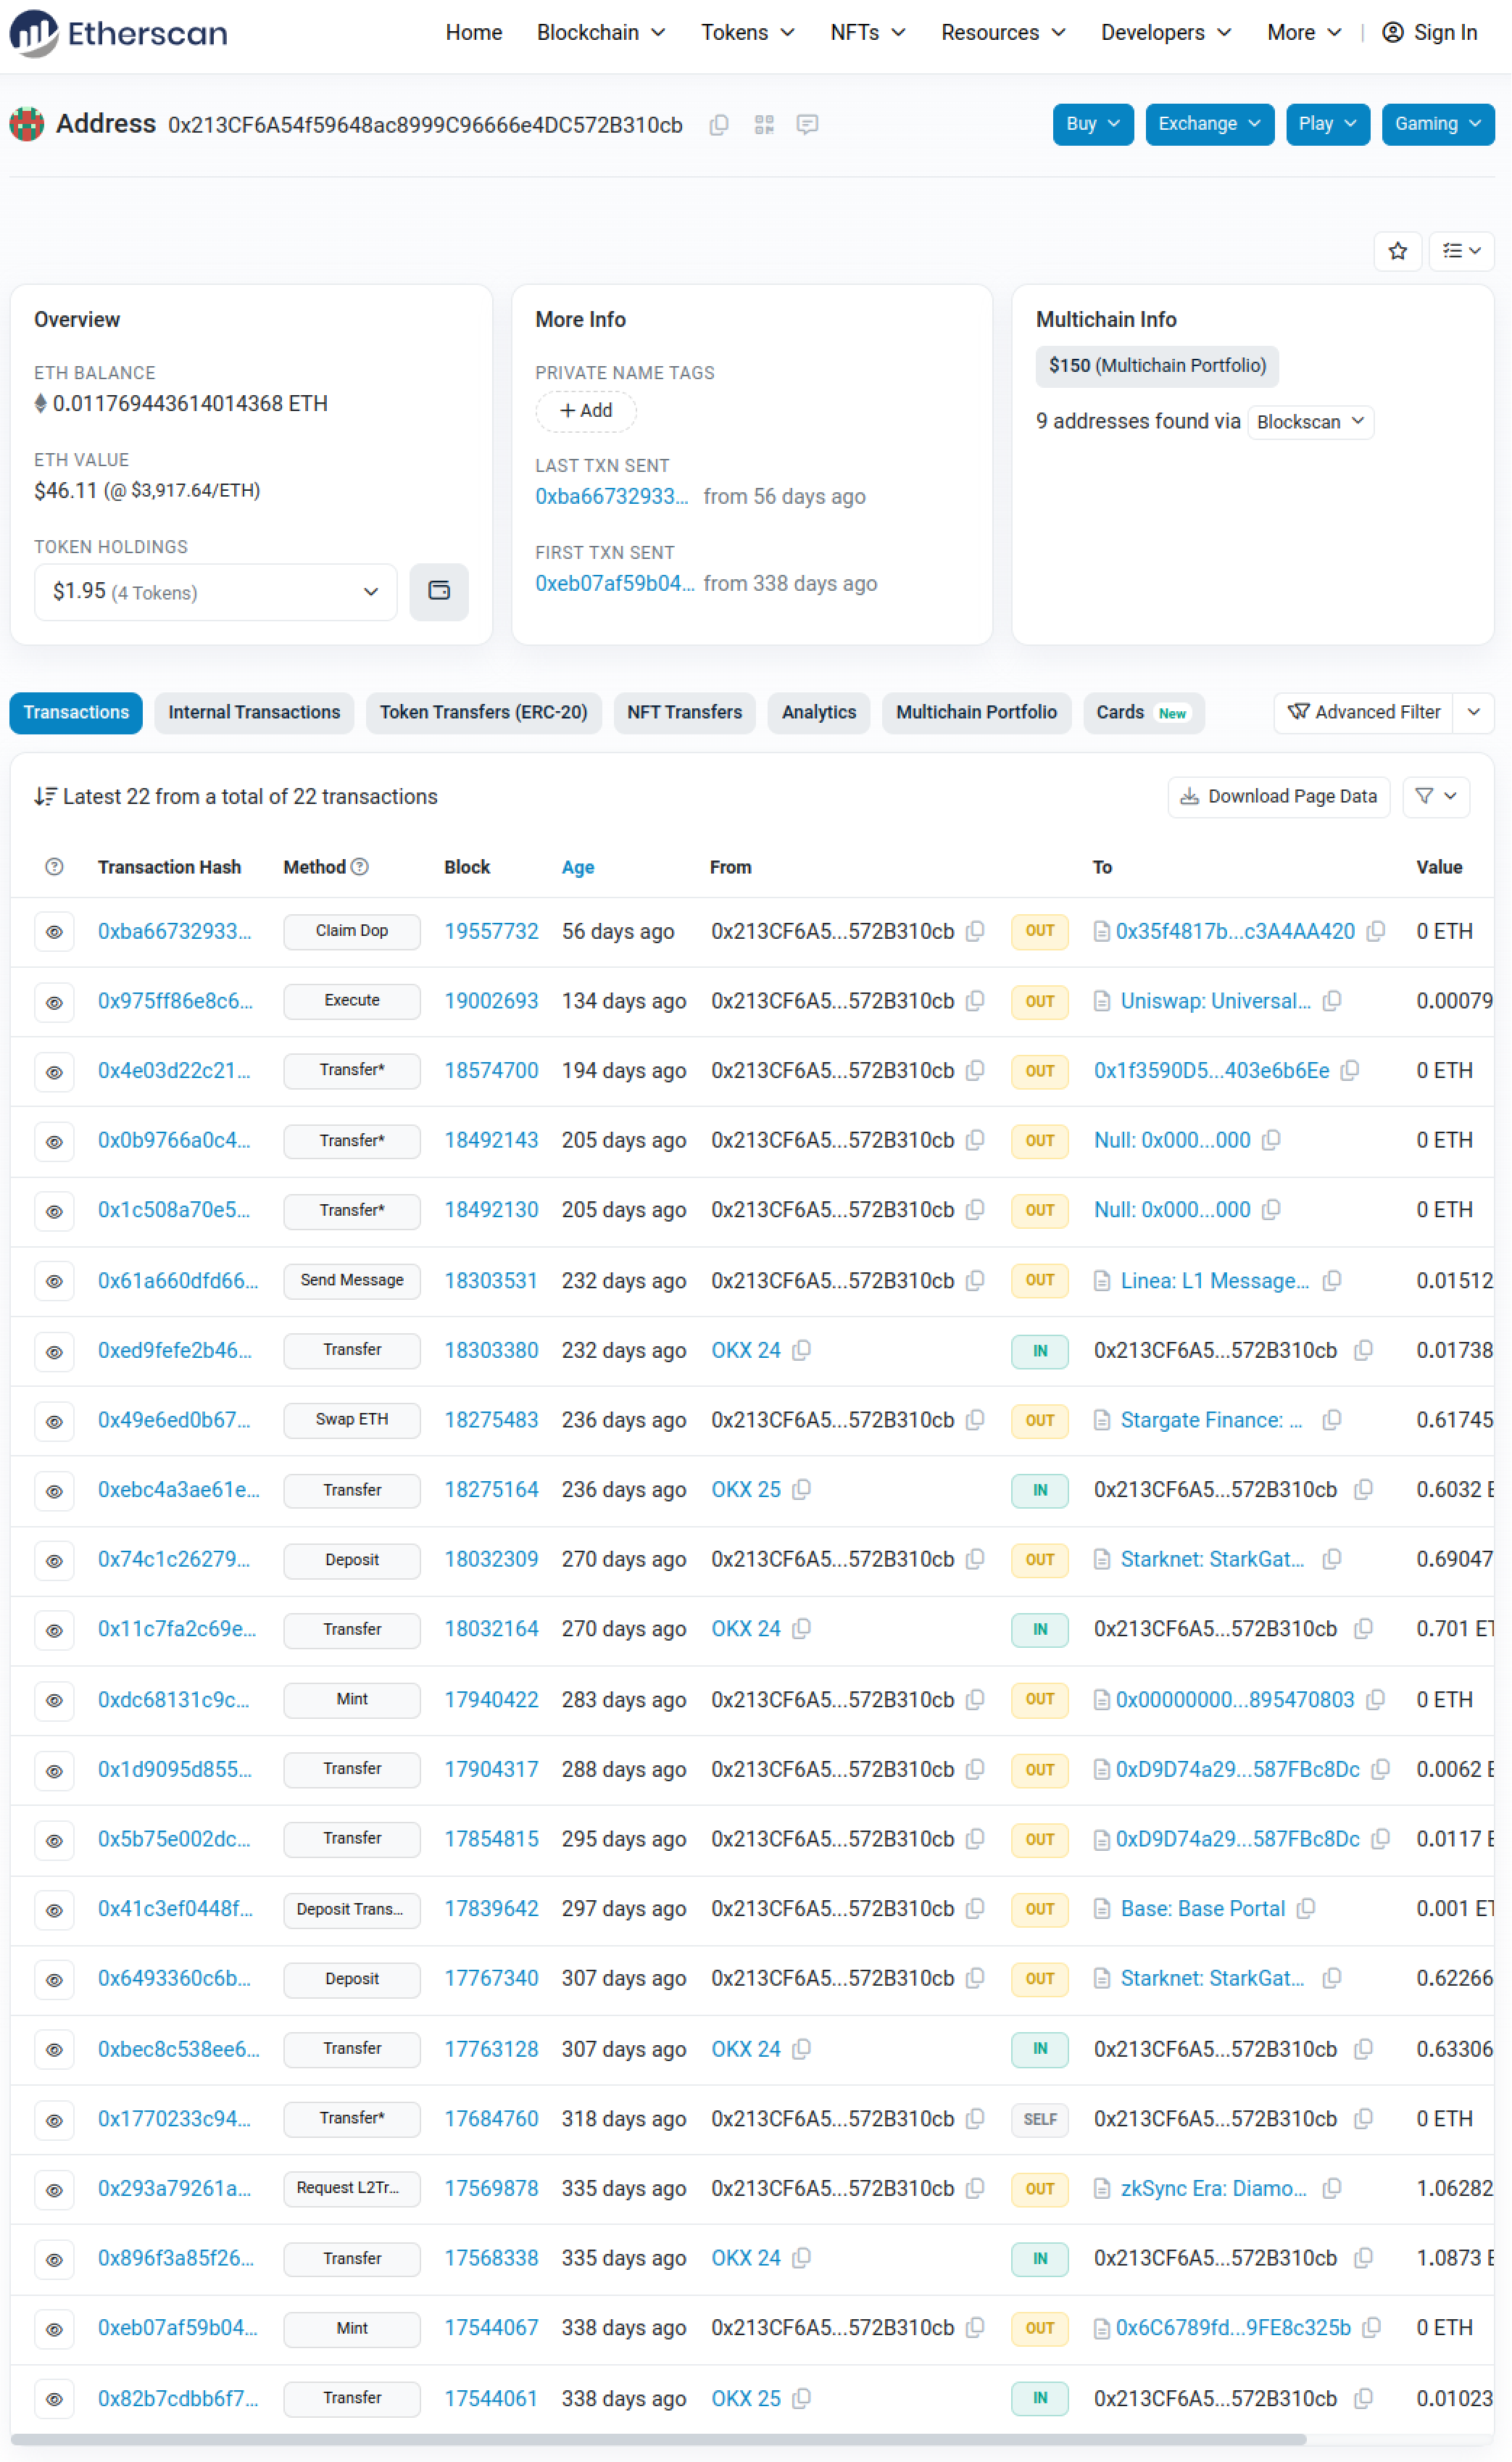 Etherscan
Home Blockchain Tokens NFTs Resources Developers More | Sign In
Address 0x213CF6A54f59648ac8999C96666e4DC572B310cb
Buy Exchange Play Gaming
Overview
ETH BALANCE
0.011769443614014368 ETH
ETH VALUE
$46.11 (@ $3,917.64/ETH)
TOKEN HOLDINGS
$1.95 (4 Tokens)
More Info
PRIVATE NAME TAGS
+ Add
LAST TXN SENT
0xba66732933... from 56 days ago
FIRST TXN SENT
0xeb07af59b04... from 338 days ago
Multichain Info
$150 (Multichain Portfolio)
9 addresses found via Blockscan
Transactions Internal Transactions Token Transfers (ERC-20) NFT Transfers Analytics Multichain Portfolio Cards New Advanced Filter
Latest 22 from a total of 22 transactions Download Page Data
Transaction Hash Method Block Age From To Value
0xba66732933... Claim Dop 19557732 56 days ago 0x213CF6A5...572B310cb OUT 0x35f4817b...c3A4AA420 0 ETH
0x975ff86e8c6... Execute 19002693 134 days ago 0x213CF6A5...572B310cb OUT Uniswap: Universal... 0.00079
0x4e03d22c21... Transfer* 18574700 194 days ago 0x213CF6A5...572B310cb OUT 0x1f3590D5...403e6b6Ee 0 ETH
0x0b9766a0c4... Transfer* 18492143 205 days ago 0x213CF6A5...572B310cb OUT Null: 0x000...000 0 ETH
0x1c508a70e5... Transfer* 18492130 205 days ago 0x213CF6A5...572B310cb OUT Null: 0x000...000 0 ETH
0x61a660dfd66... Send Message 18303531 232 days ago 0x213CF6A5...572B310cb OUT Linea: L1 Message... 0.01512
0xed9fefe2b46... Transfer 18303380 232 days ago OKX 24 IN 0x213CF6A5...572B310cb 0.01738
0x49e6ed0b67... Swap ETH 18275483 236 days ago 0x213CF6A5...572B310cb OUT Stargate Finance: ... 0.61745
0xebc4a3ae61e... Transfer 18275164 236 days ago OKX 25 IN 0x213CF6A5...572B310cb 0.6032 E
0x74c1c26279... Deposit 18032309 270 days ago 0x213CF6A5...572B310cb OUT Starknet: StarkGat... 0.69047
0x11c7fa2c69e... Transfer 18032164 270 days ago OKX 24 IN 0x213CF6A5...572B310cb 0.701 ET
0xdc68131c9c... Mint 17940422 283 days ago 0x213CF6A5...572B310cb OUT 0x00000000...895470803 0 ETH
0x1d9095d855... Transfer 17904317 288 days ago 0x213CF6A5...572B310cb OUT 0xD9D74a29...587FBc8Dc 0.0062 E
0x5b75e002dc... Transfer 17854815 295 days ago 0x213CF6A5...572B310cb OUT 0xD9D74a29...587FBc8Dc 0.0117 E
0x41c3ef0448f... Deposit Trans... 17839642 297 days ago 0x213CF6A5...572B310cb OUT Base: Base Portal 0.001 ET
0x6493360c6b... Deposit 17767340 307 days ago 0x213CF6A5...572B310cb OUT Starknet: StarkGat... 0.62266
0xbec8c538ee6... Transfer 17763128 307 days ago OKX 24 IN 0x213CF6A5...572B310cb 0.63306
0x1770233c94... Transfer* 17684760 318 days ago 0x213CF6A5...572B310cb SELF 0x213CF6A5...572B310cb 0 ETH
0x293a79261a... Request L2Tr... 17569878 335 days ago 0x213CF6A5...572B310cb OUT zkSync Era: Diamo... 1.06282
0x896f3a85f26... Transfer 17568338 335 days ago OKX 24 IN 0x213CF6A5...572B310cb 1.0873 E
0xeb07af59b04... Mint 17544067 338 days ago 0x213CF6A5...572B310cb OUT 0x6C6789fd...9FE8c325b 0 ETH
0x82b7cdbb6f7... Transfer 17544061 338 days ago OKX 25 IN 0x213CF6A5...572B310cb 0.01023